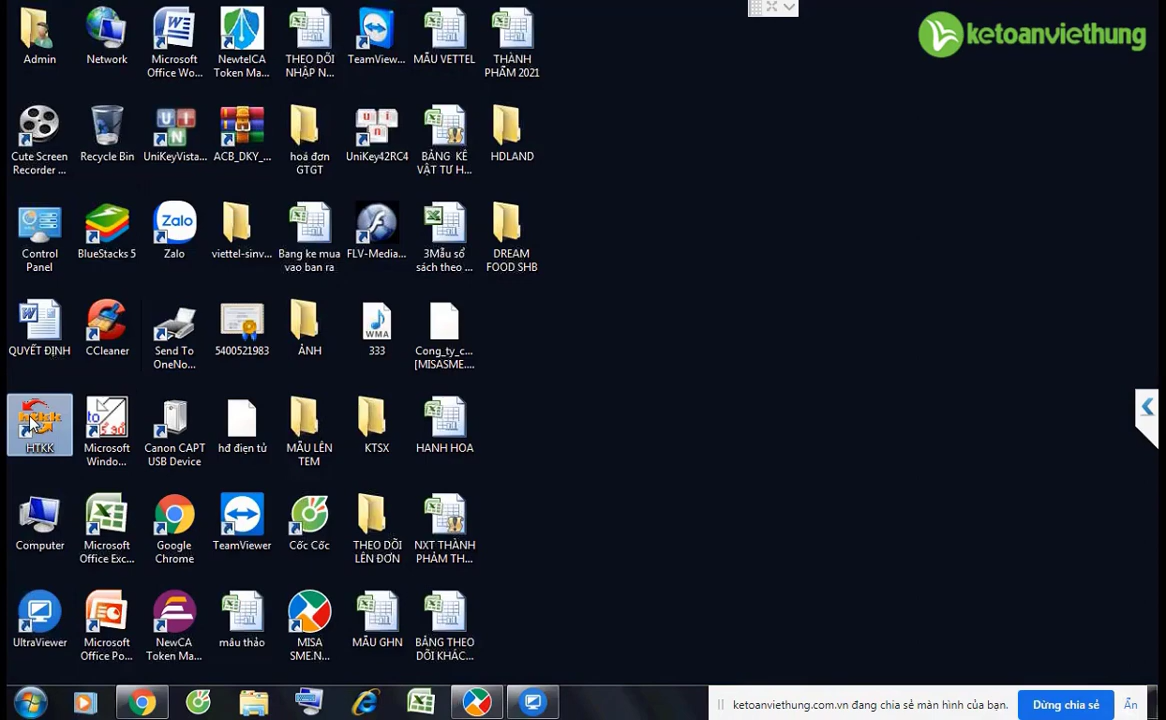 ketoanviethung
Admin
Network
Microsoft
Office Wo...
NewtelCA
Token Ma...
THEO DÕI
NHẬP N...
TeamView...
MẪU VETTEL
THÀNH
PHẨM 2021
Cute Screen
Recorder ...
Recycle Bin
UniKeyVista...
ACB_DKY_...
hoá đơn
GTGT
UniKey42RC4
BẢNG KÊ
VẬT TƯ H...
HDLAND
Control
Panel
BlueStacks 5
Zalo
Zalo
viettel-sinv...
Bang ke mua
vao ban ra
FLV-Media...
3Mẫu sổ
sách theo ...
DREAM
FOOD SHB
QUYẾT ĐỊNH
CCleaner
Send To
OneNo...
5400521983
ẢNH
WMA
333
Cong_ty_c...
[MISASME....
HTKK
Microsoft
Windo...
Canon CAPT
USB Device
hđ điện tử
MẪU LÊN
TEM
KTSX
HANH HOA
Computer
Microsoft
Office Exc...
Google
Chrome
TeamViewer
Cốc Cốc
THEO DÕI
LÊN ĐƠN
NXT THÀNH
PHẨM TH...
UltraViewer
Microsoft
Office Po...
NewCA
Token Ma...
mâu thảo
MISA
SME.N...
MẪU GHN
BẢNG THEO
DÕI KHÁC...
ketoanviethung.com.vn đang chia sẻ màn hình của bạn.
Dừng chia sẻ
Ẩn